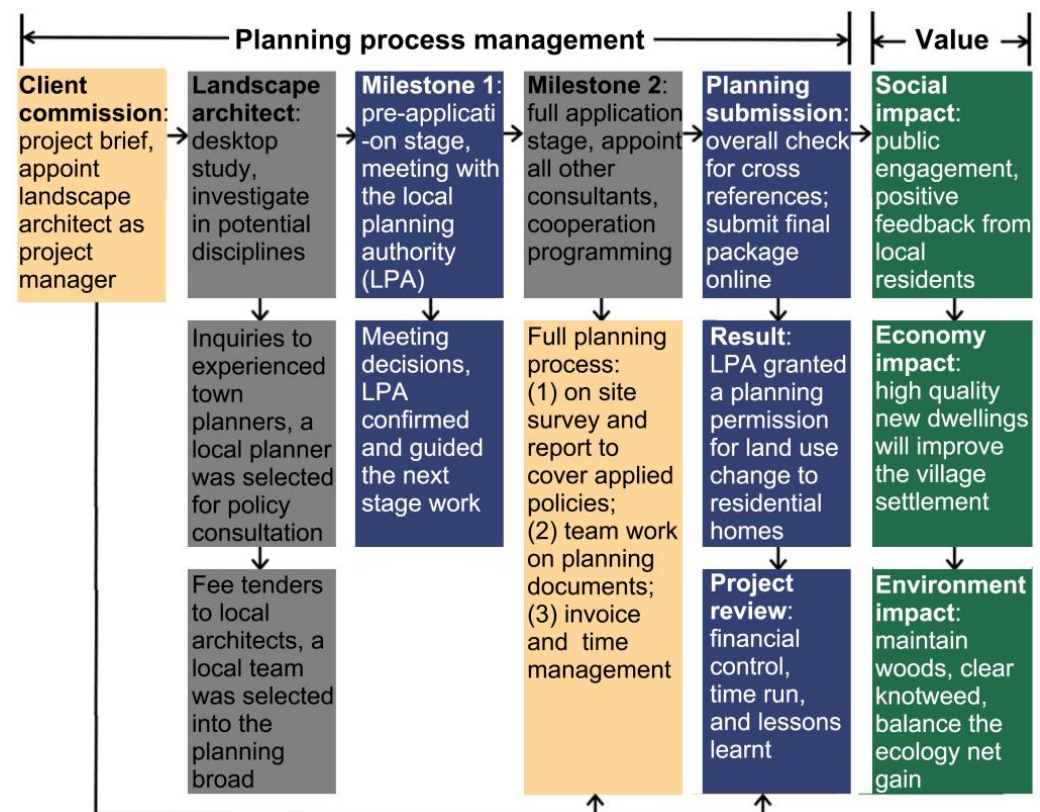 Planning process management
Value
Client
commission:
project brief,
appoint
landscape
architect as
project
manager
Landscape
architect:
desktop
study,
investigate
in potential
disciplines
Inquiries to
experienced
town
planners, a
local planner
was selected
for policy
consultation
Fee tenders
to local
architects, a
local team
was selected
into the
planning
broad
Milestone 1:
pre-applicati
-on stage,
meeting with
the local
planning
authority
(LPA)
Meeting
decisions,
LPA
confirmed
and guided
the next
stage work
Milestone 2:
full application
stage, appoint
all other
consultants,
cooperation
programming
Full planning
process:
(1) on site
survey and
report to
cover applied
policies;
(2) team work
on planning
documents;
(3) invoice
and time
management
Planning
submission:
overall check
for cross
references;
submit final
package
online
Result:
LPA granted
a planning
permission
for land use
change to
residential
homes
Project
review:
financial
control,
time run,
and lessons
learnt
Social
impact:
public
engagement,
positive
feedback from
local
residents
Economy
impact:
high quality
new dwellings
will improve
the village
settlement
Environment
impact:
maintain
woods, clear
knotweed,
balance the
ecology net
gain